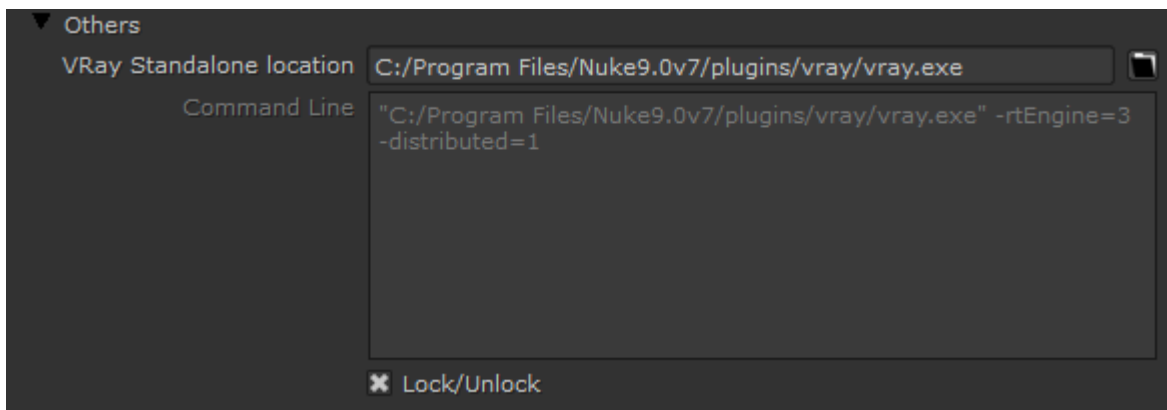 Others
VRay Standalone location C:/Program Files/Nuke9.0v7/plugins/vray/vray.exe
Command Line "C:/Program Files/Nuke9.0v7/plugins/vray/vray.exe" -rtEngine=3
-distributed=1
Lock/Unlock